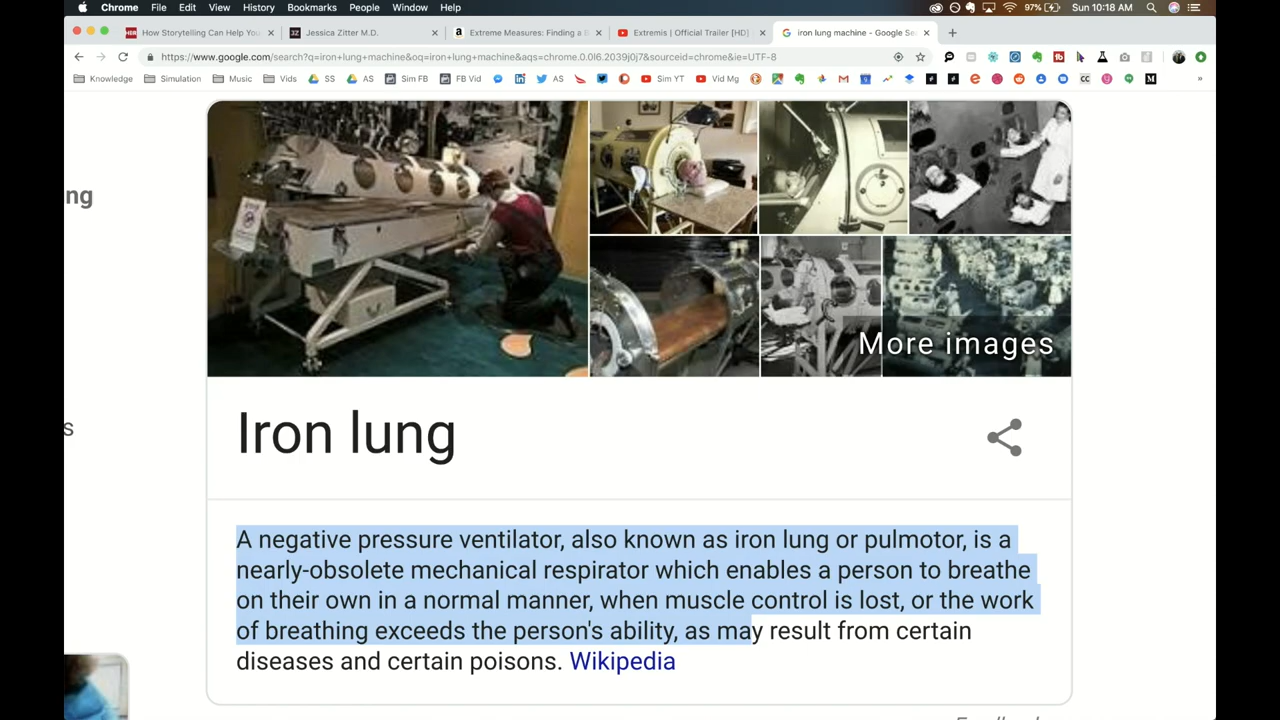 Chrome File Edit View History Bookmarks People Window Help 97% Sun 10:18 AM
How Storytelling Can Help You Jessica Zitter M.D. Extreme Measures: Finding a B Extremis | Official Trailer [HD] iron lung machine - Google Se
https://www.google.com/search?q=iron+lung+machine&oq=iron+lung+machine&aqs=chrome.0.0l6.2039j0j7&sourceid=chrome&ie=UTF-8
Knowledge Simulation Music Vids SS AS Sim FB FB Vid AS Sim YT Vid Mg
ng
More images
Iron lung
s
A negative pressure ventilator, also known as iron lung or pulmotor, is a
nearly-obsolete mechanical respirator which enables a person to breathe
on their own in a normal manner, when muscle control is lost, or the work
of breathing exceeds the person's ability, as may result from certain
diseases and certain poisons. Wikipedia